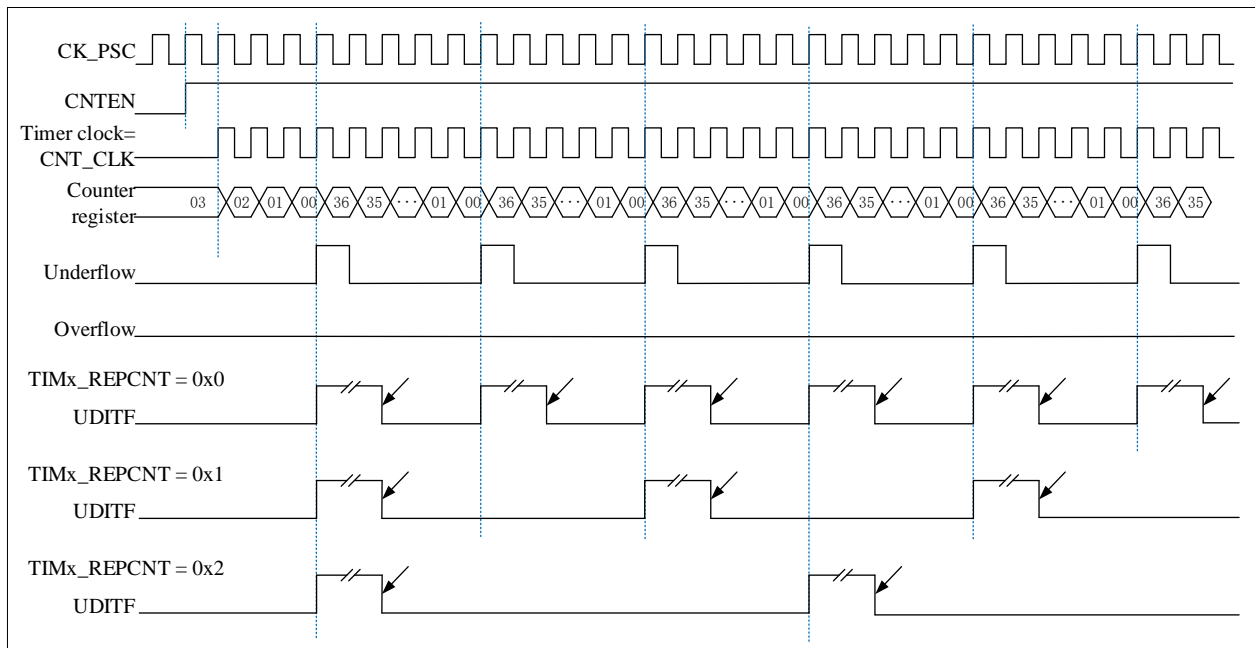 CK_PSC
CNTEN
Timer clock=
CNT_CLK
Counter
register
03 02 01 00 36 35 ··· 01 00 36 35 ··· 01 00 36 35 ··· 01 00 36 35 ··· 01 00 36 35 ··· 01 00 36 35
Underflow
Overflow
TIMx_REPCNT = 0x0
UDITF
TIMx_REPCNT = 0x1
UDITF
TIMx_REPCNT = 0x2
UDITF